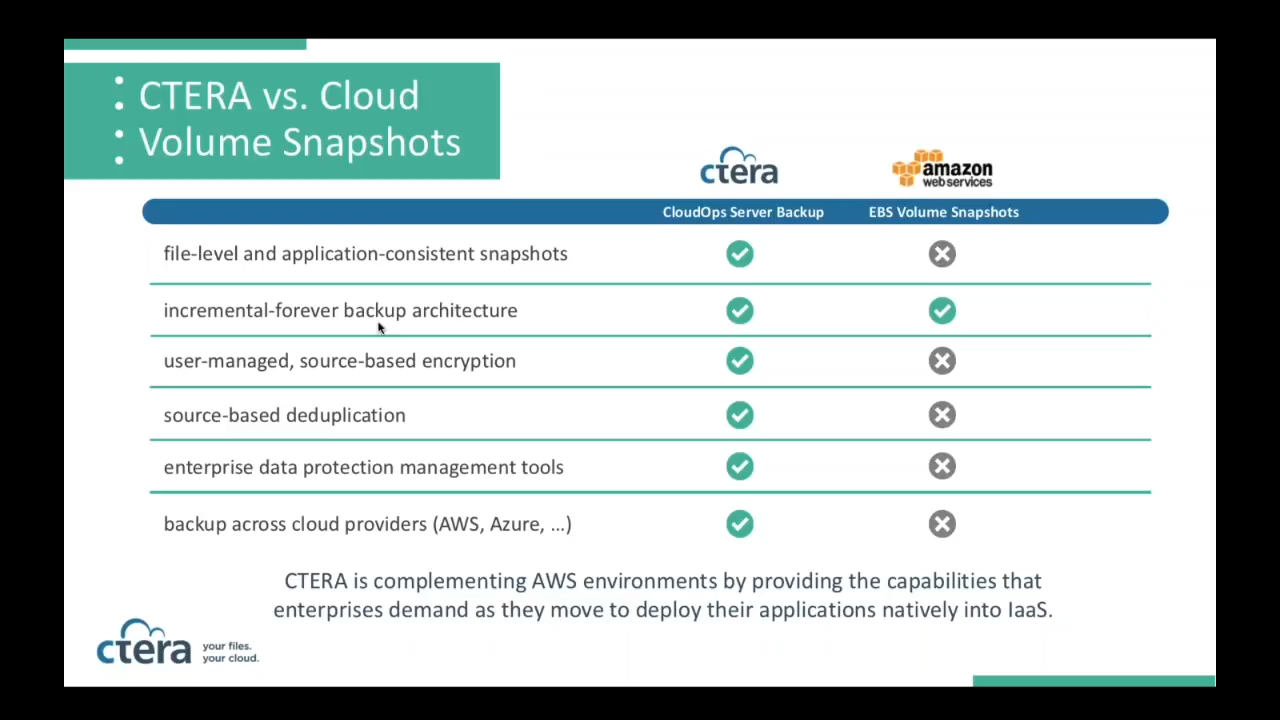 CTERA vs. Cloud
Volume Snapshots
ctera
amazon
web services
CloudOps Server Backup
EBS Volume Snapshots
file-level and application-consistent snapshots
incremental-forever backup architecture
user-managed, source-based encryption
source-based deduplication
enterprise data protection management tools
backup across cloud providers (AWS, Azure, ...)
CTERA is complementing AWS environments by providing the capabilities that
enterprises demand as they move to deploy their applications natively into IaaS.
ctera
your files.
your cloud.